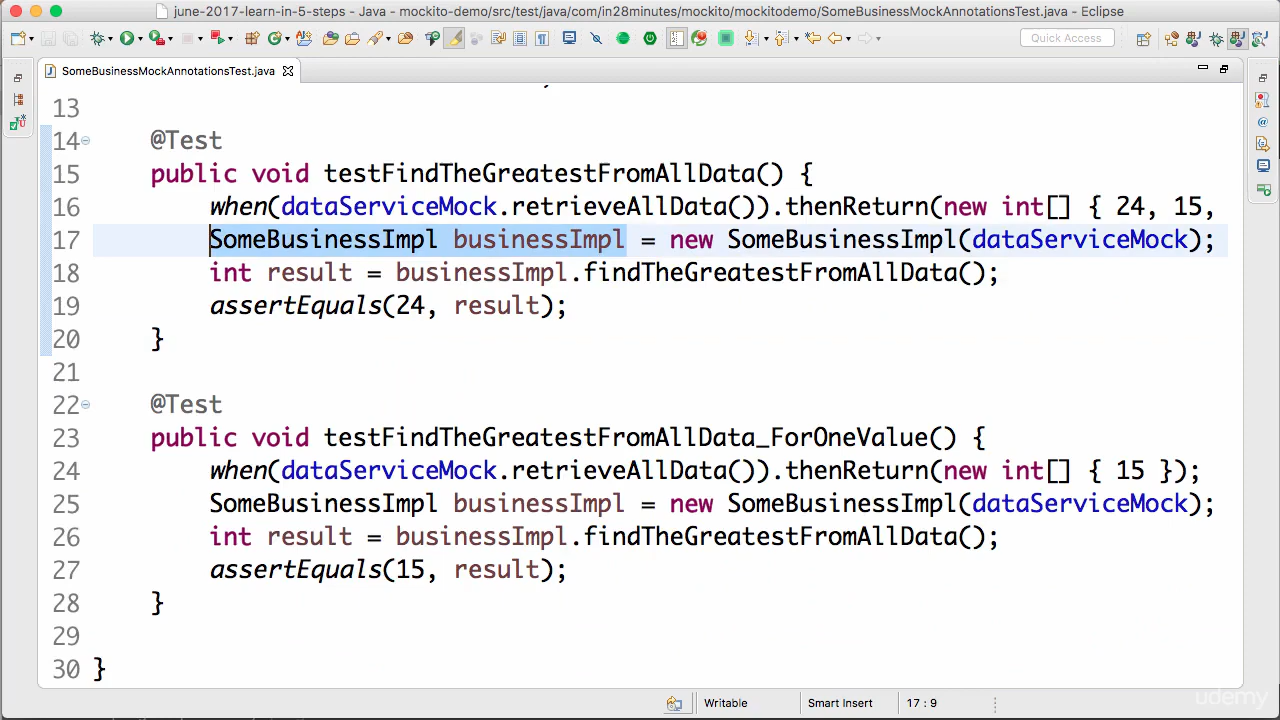 june-2017-learn-in-5-steps - Java - mockito-demo/src/test/java/com/in28minutes/mockito/mockitodemo/SomeBusinessMockAnnotationsTest.java - Eclipse
Quick Access
SomeBusinessMockAnnotationsTest.java
13
14 @Test
15 public void testFindTheGreatestFromAllData() {
16 when(dataServiceMock.retrieveAllData()).thenReturn(new int[] { 24, 15,
17 SomeBusinessImpl businessImpl = new SomeBusinessImpl(dataServiceMock);
18 int result = businessImpl.findTheGreatestFromAllData();
19 assertEquals(24, result);
20 }
21
22 @Test
23 public void testFindTheGreatestFromAllData_ForOneValue() {
24 when(dataServiceMock.retrieveAllData()).thenReturn(new int[] { 15 });
25 SomeBusinessImpl businessImpl = new SomeBusinessImpl(dataServiceMock);
26 int result = businessImpl.findTheGreatestFromAllData();
27 assertEquals(15, result);
28 }
29
30 }
Writable Smart Insert 17 : 9
udemy